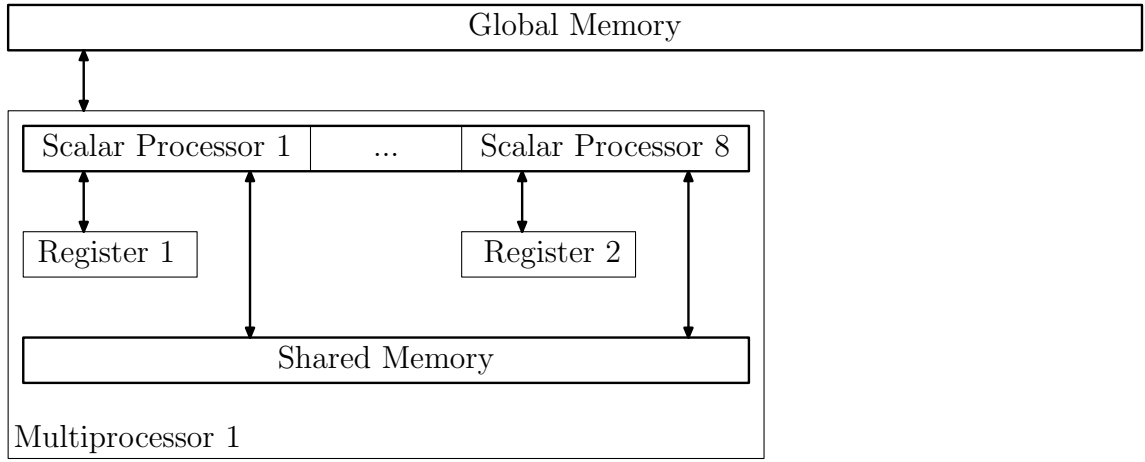 Global Memory
Scalar Processor 1 ... Scalar Processor 8
Register 1 Register 2
Shared Memory
Multiprocessor 1